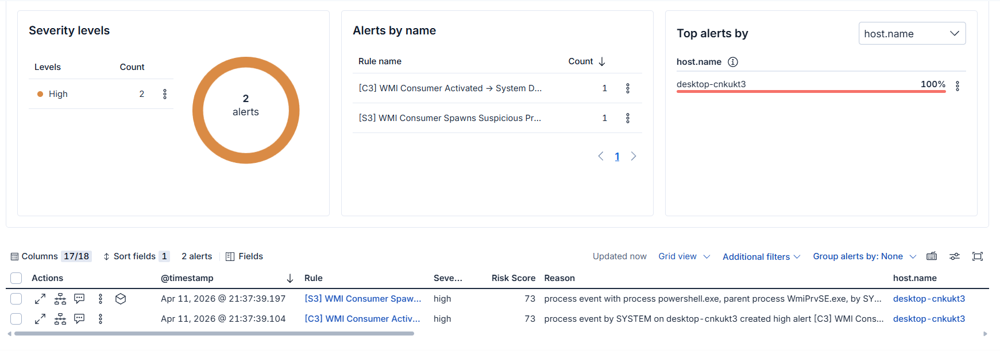 Severity levels
Levels Count
High 2
2
alerts
Alerts by name
Rule name Count
[C3] WMI Consumer Activated → System D... 1
[S3] WMI Consumer Spawns Suspicious Pr... 1
1
Top alerts by host.name
host.name
desktop-cnkukt3 100%
Columns 17/18 Sort fields 1 2 alerts Fields Updated now Grid view Additional filters Group alerts by: None
Actions @timestamp Rule Seve... Risk Score Reason host.name
Apr 11, 2026 @ 21:37:39.197 [S3] WMI Consumer Spaw... high 73 process event with process powershell.exe, parent process WmiPrvSE.exe, by SY... desktop-cnkukt3
Apr 11, 2026 @ 21:37:39.104 [C3] WMI Consumer Activ... high 73 process event by SYSTEM on desktop-cnkukt3 created high alert [C3] WMI Cons... desktop-cnkukt3